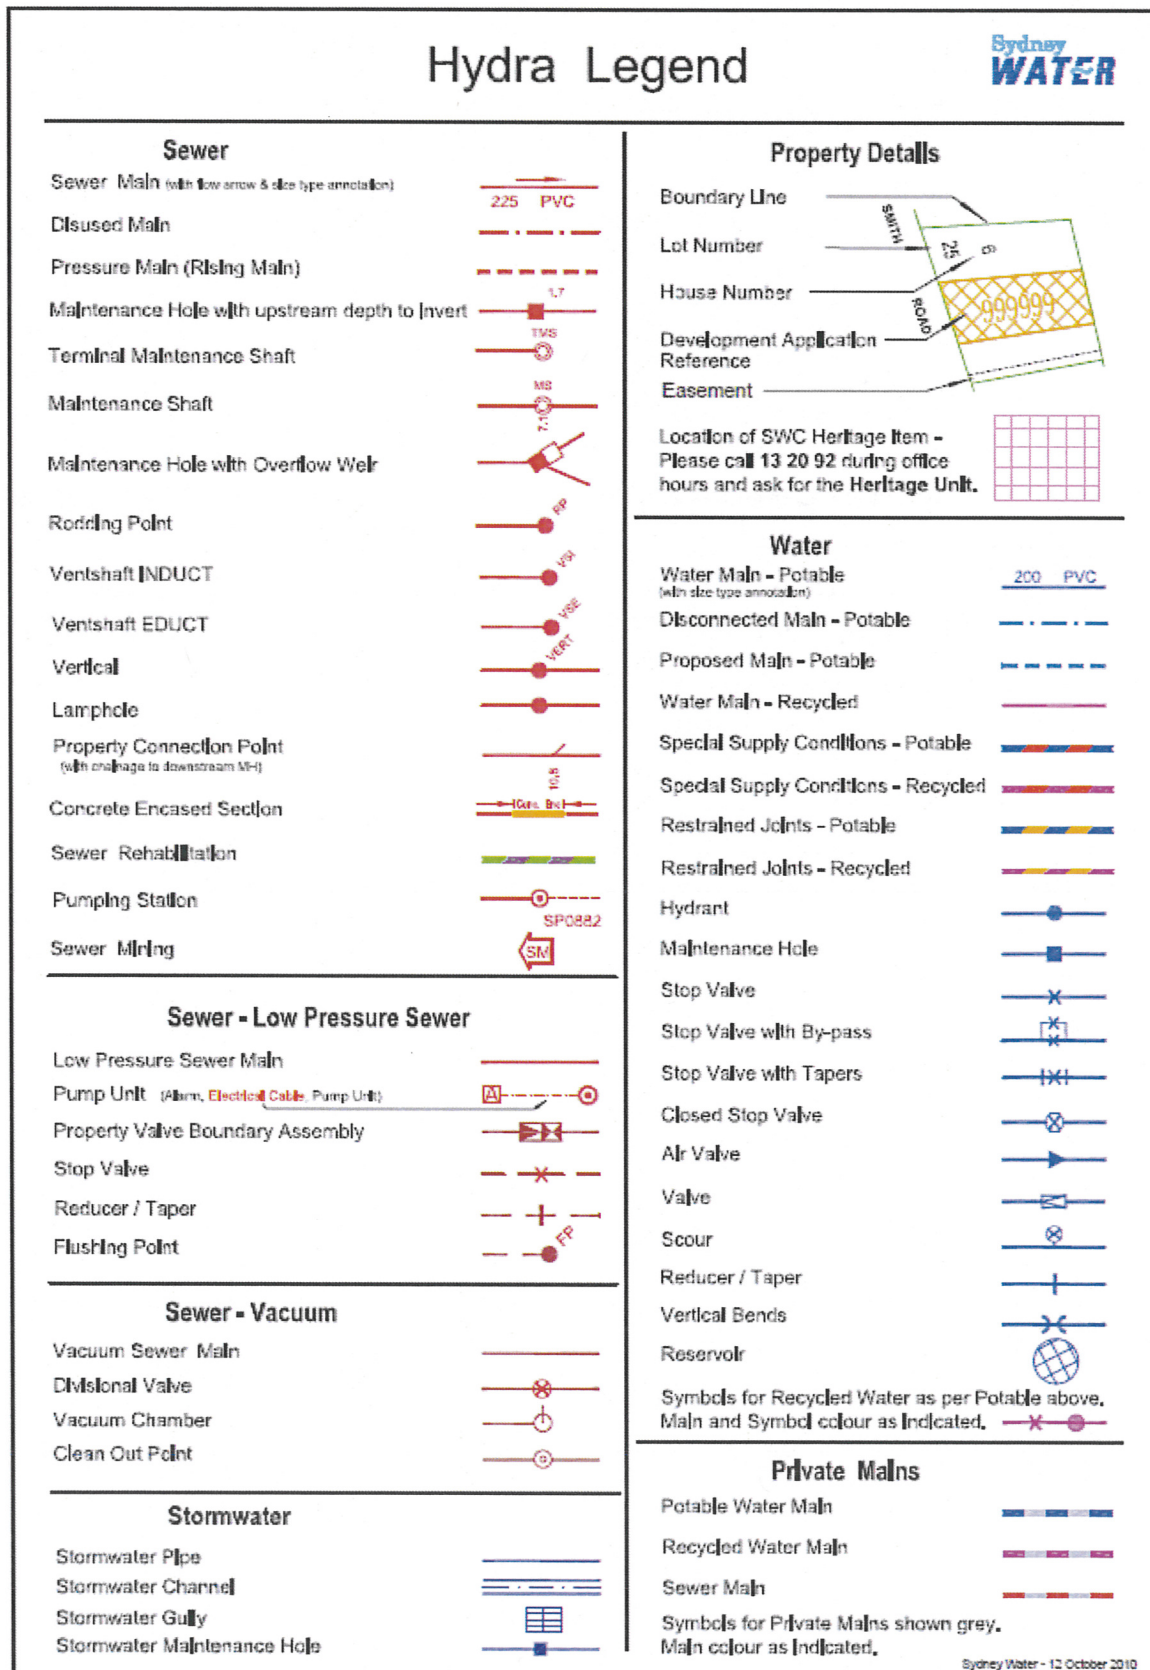 Hydra Legend
Sydney
WATER
Sewer
Sewer Main (with flow arrow & size type annotation)
225 PVC
Disused Main
Pressure Main (Rising Main)
Maintenance Hole with upstream depth to invert
1.7
Terminal Maintenance Shaft
TMS
Maintenance Shaft
MS
7.1
Maintenance Hole with Overflow Weir
Rodding Point
RP
Ventshaft INDUCT
VSI
Ventshaft EDUCT
VSE
Vertical
VERT
Lamphole
Property Connection Point
(with chainage to downstream MH)
10.6
Concrete Encased Section
Conc. Enc
Sewer Rehabilitation
Pumping Station
SP0882
Sewer Mining
SM
Sewer - Low Pressure Sewer
Low Pressure Sewer Main
Pump Unit (Alarm, Electrical Cable, Pump Unit)
A
Property Valve Boundary Assembly
Stop Valve
Reducer / Taper
Flushing Point
FP
Sewer - Vacuum
Vacuum Sewer Main
Divisional Valve
Vacuum Chamber
Clean Out Point
Stormwater
Stormwater Pipe
Stormwater Channel
Stormwater Gully
Stormwater Maintenance Hole
Property Details
Boundary Line
Lot Number
House Number
Development Application
Reference
Easement
SMITH
ROAD
25
6
999999
Location of SWC Heritage Item -
Please call 13 20 92 during office
hours and ask for the Heritage Unit.
Water
Water Main - Potable
(with size type annotation)
200 PVC
Disconnected Main - Potable
Proposed Main - Potable
Water Main - Recycled
Special Supply Conditions - Potable
Special Supply Conditions - Recycled
Restrained Joints - Potable
Restrained Joints - Recycled
Hydrant
Maintenance Hole
Stop Valve
Stop Valve with By-pass
Stop Valve with Tapers
Closed Stop Valve
Air Valve
Valve
Scour
Reducer / Taper
Vertical Bends
Reservoir
Symbols for Recycled Water as per Potable above.
Main and Symbol colour as indicated.
Private Mains
Potable Water Main
Recycled Water Main
Sewer Main
Symbols for Private Mains shown grey.
Main colour as indicated.
Sydney Water - 12 October 2010